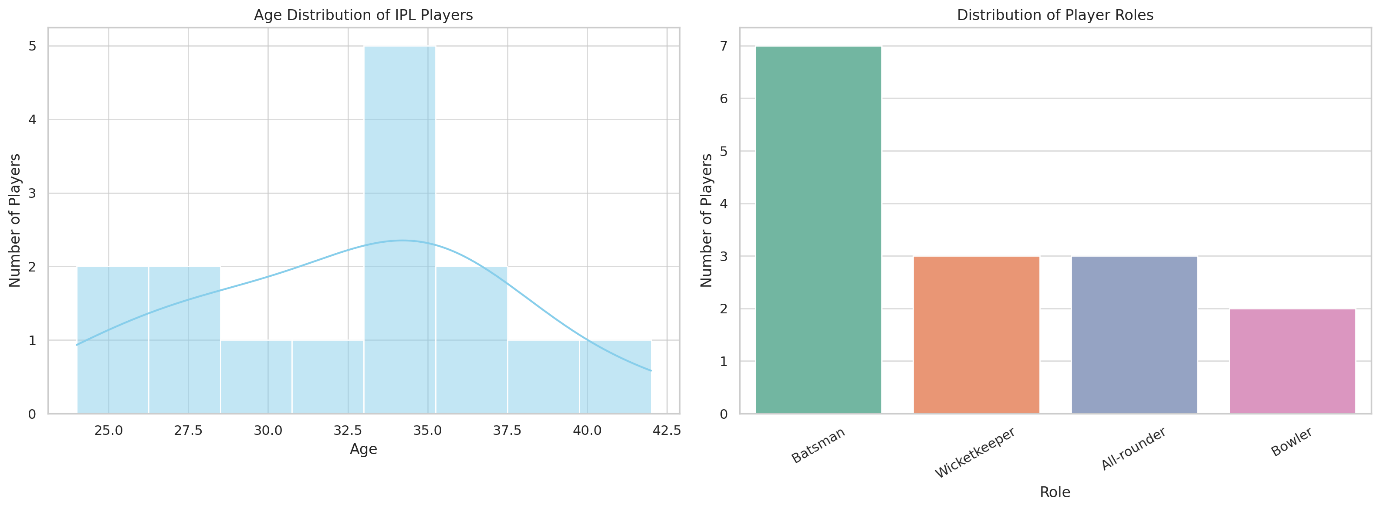 Age Distribution of IPL Players
Number of Players
5
4
3
2
1
0
25.0 27.5 30.0 32.5 35.0 37.5 40.0 42.5
Age
Distribution of Player Roles
Number of Players
7
6
5
4
3
2
1
0
Batsman Wicketkeeper All-rounder Bowler
Role